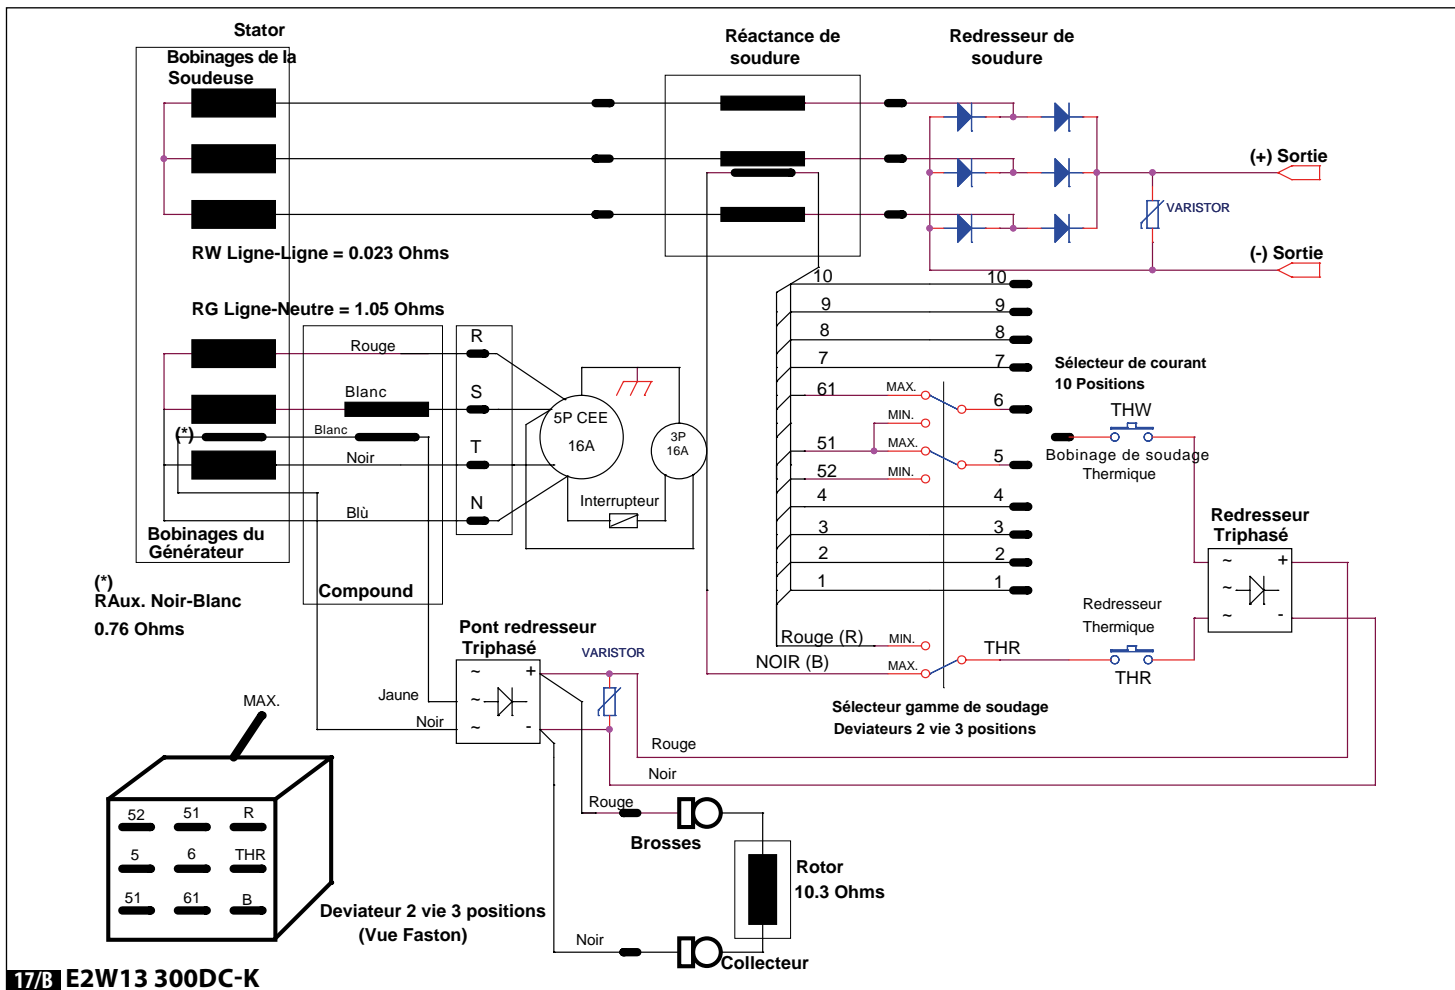 Stator
Bobinages de la
Soudeuse
Réactance de
soudure
Redresseur de
soudure
(+) Sortie
VARISTOR
(-) Sortie
RW Ligne-Ligne = 0.023 Ohms
RG Ligne-Neutre = 1.05 Ohms
Rouge
R
Blanc
S
(*)
Blanc
Noir
T
Blù
N
5P CEE
16A
3P
16A
Interrupteur
Bobinages du
Générateur
(*)
RAux. Noir-Blanc
0.76 Ohms
Compound
10
10
9
9
8
8
7
7
61
MAX.
6
MIN.
51
MAX.
5
52
MIN.
4
4
3
3
2
2
1
1
Rouge (R)
MIN.
NOIR (B)
MAX.
THR
Sélecteur de courant
10 Positions
THW
Bobinage de soudage
Thermique
Redresseur
Triphasé
~ +
~
~ -
Redresseur
Thermique
THR
Sélecteur gamme de soudage
Deviateurs 2 vie 3 positions
Pont redresseur
Triphasé
VARISTOR
~ +
~
~ -
Jaune
Noir
Rouge
Noir
Rouge
Brosses
Rotor
10.3 Ohms
Noir
Collecteur
MAX.
52 51 R
5 6 THR
51 61 B
Deviateur 2 vie 3 positions
(Vue Faston)
17/B E2W13 300DC-K